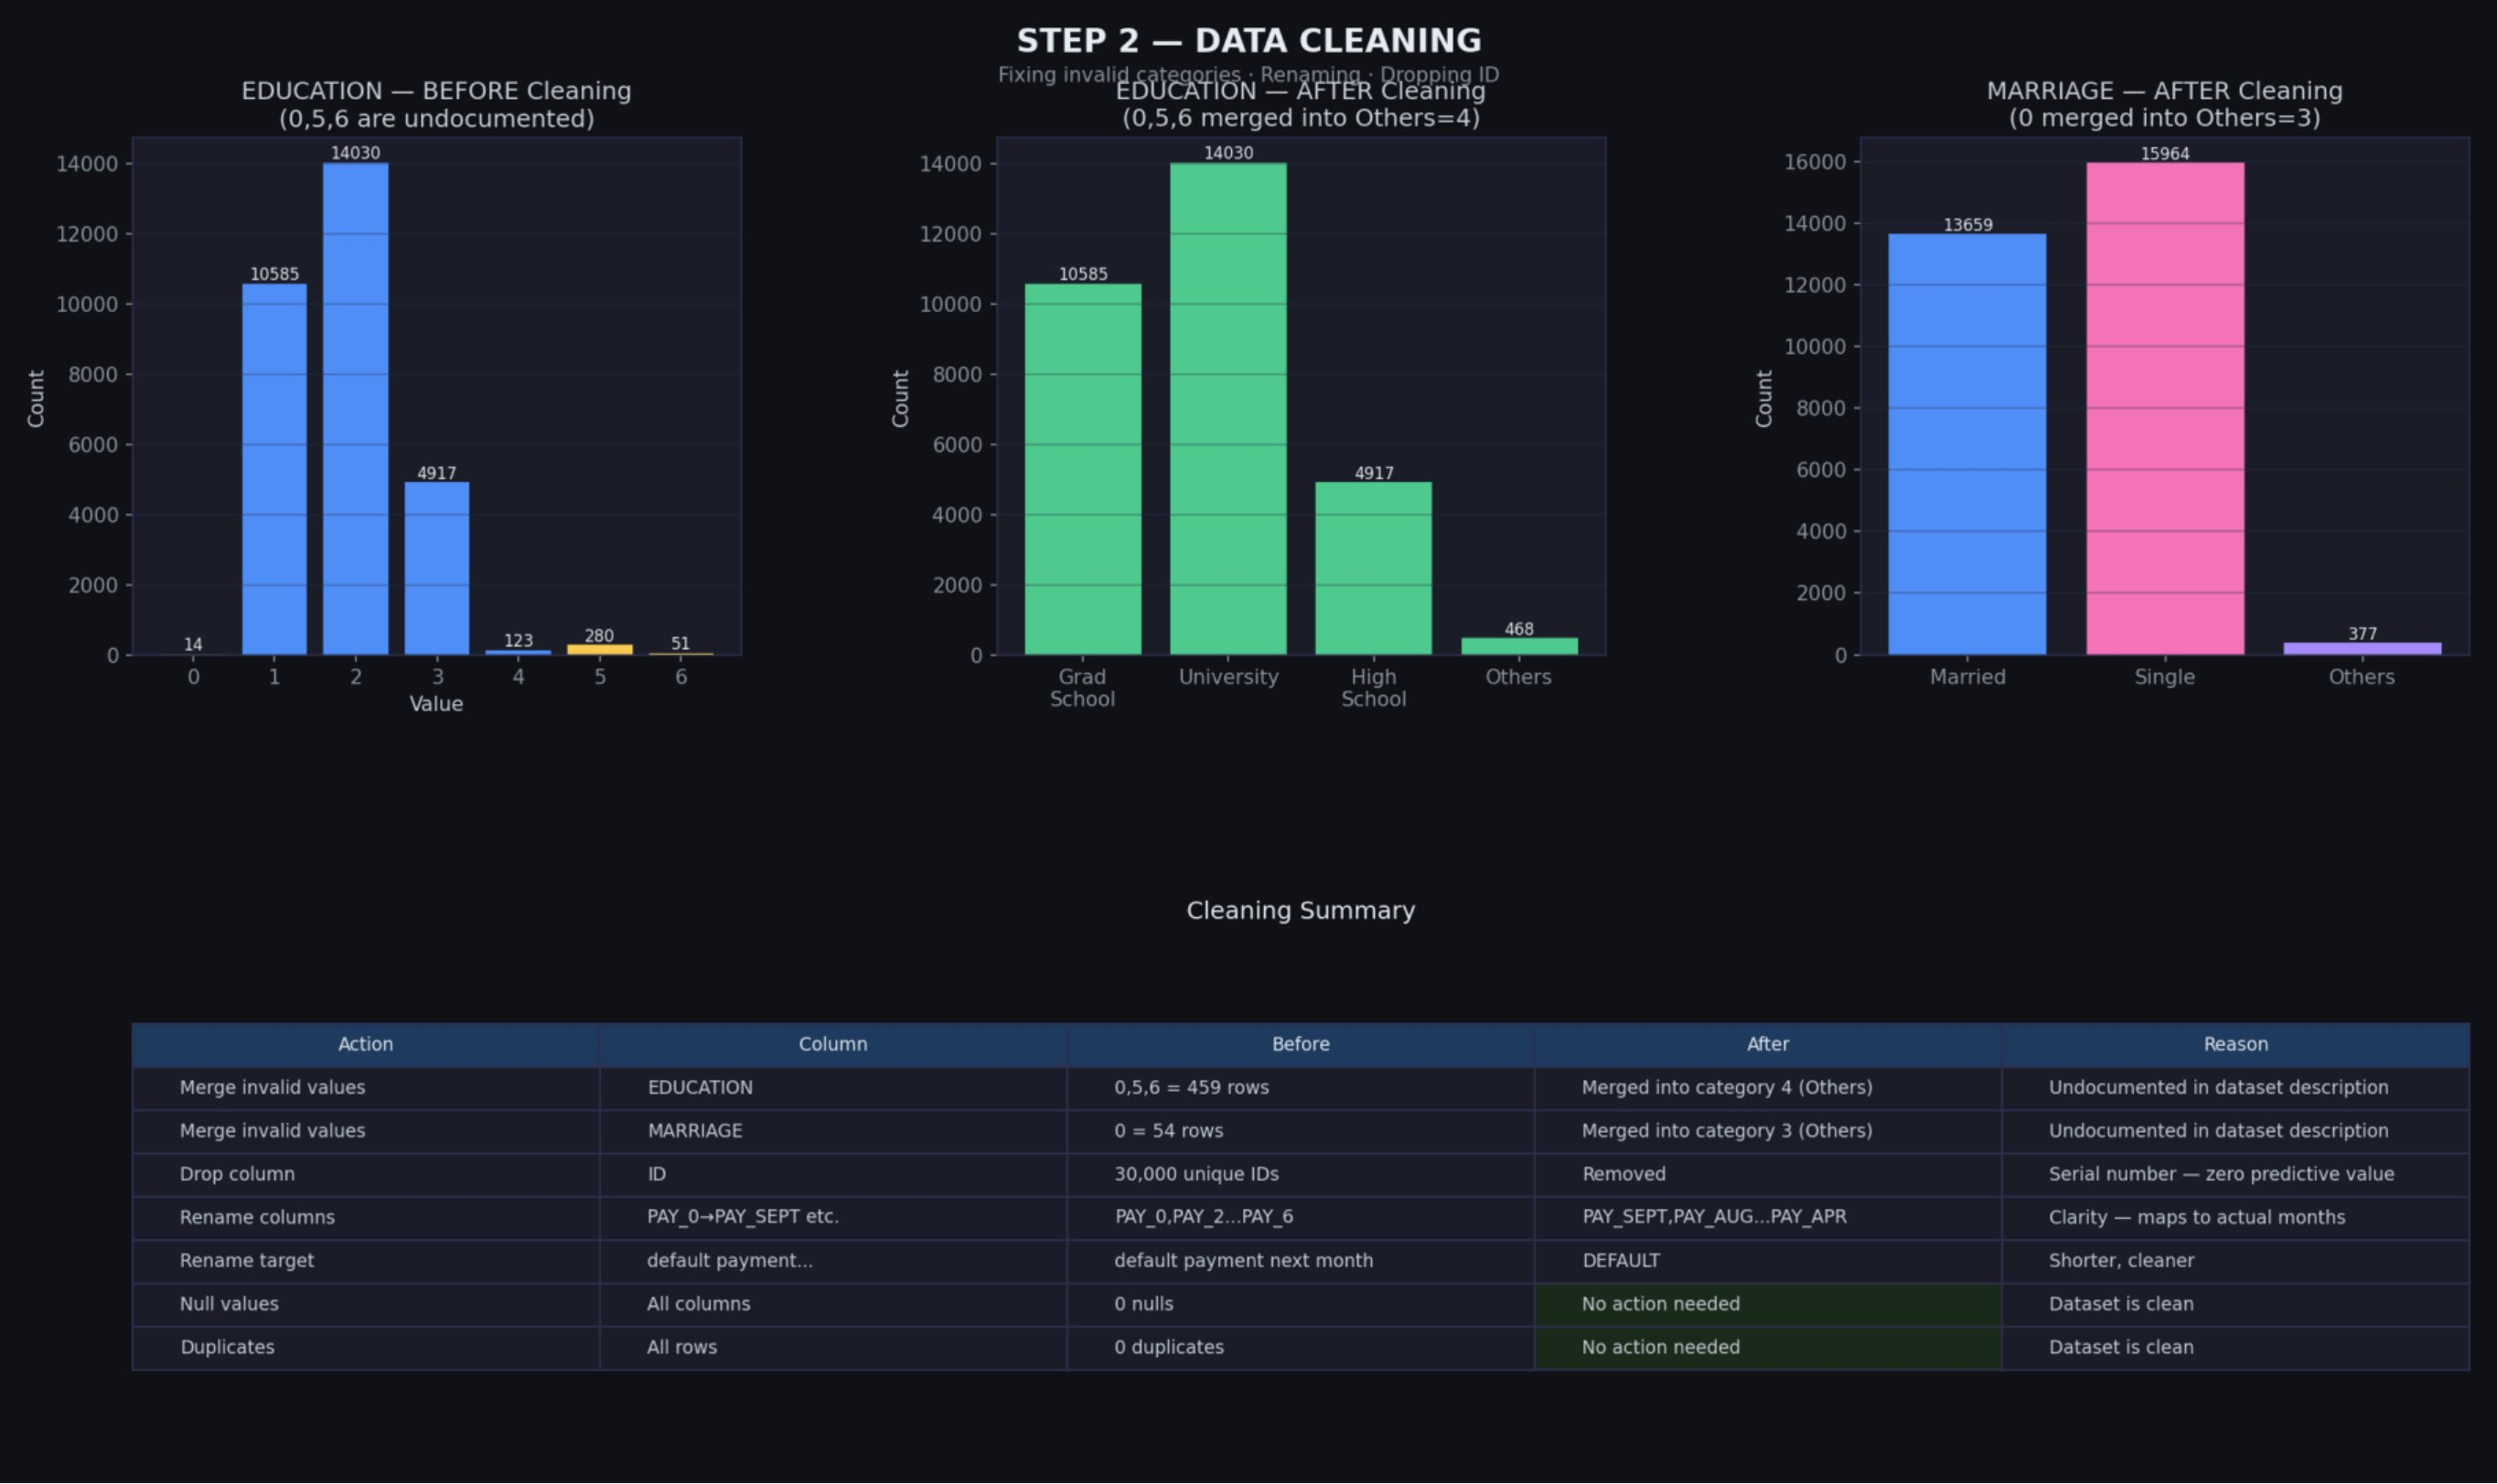 STEP 2 — DATA CLEANING
Fixing invalid categories · Renaming · Dropping ID
EDUCATION — BEFORE Cleaning
(0,5,6 are undocumented)
14000
12000
10000
8000
6000
4000
2000
0
Count
14
10585
14030
4917
123
280
51
0 1 2 3 4 5 6
Value
EDUCATION — AFTER Cleaning
(0,5,6 merged into Others=4)
14000
12000
10000
8000
6000
4000
2000
0
Count
10585
14030
4917
468
Grad
School
University
High
School
Others
MARRIAGE — AFTER Cleaning
(0 merged into Others=3)
16000
14000
12000
10000
8000
6000
4000
2000
0
Count
13659
15964
377
Married Single Others
Cleaning Summary
Action Column Before After Reason
Merge invalid values EDUCATION 0,5,6 = 459 rows Merged into category 4 (Others) Undocumented in dataset description
Merge invalid values MARRIAGE 0 = 54 rows Merged into category 3 (Others) Undocumented in dataset description
Drop column ID 30,000 unique IDs Removed Serial number — zero predictive value
Rename columns PAY_0→PAY_SEPT etc. PAY_0,PAY_2...PAY_6 PAY_SEPT,PAY_AUG...PAY_APR Clarity — maps to actual months
Rename target default payment... default payment next month DEFAULT Shorter, cleaner
Null values All columns 0 nulls No action needed Dataset is clean
Duplicates All rows 0 duplicates No action needed Dataset is clean